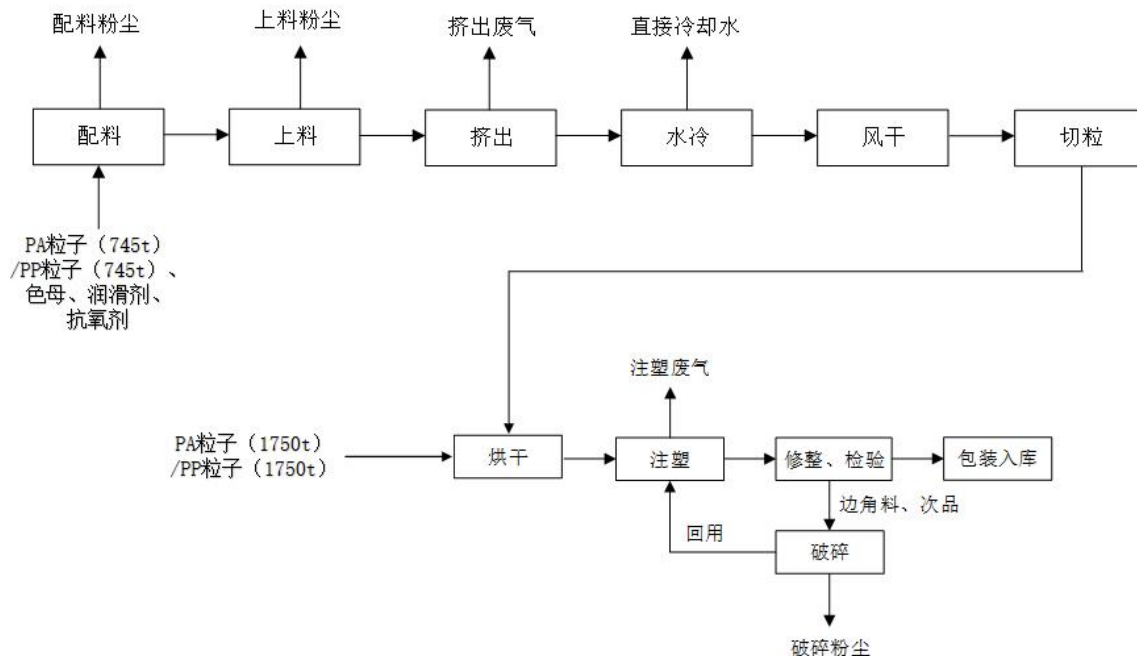 配料粉尘
上料粉尘
挤出废气
直接冷却水
配料
上料
挤出
水冷
风干
切粒
PA粒子（745t）
/PP粒子（745t）、
色母、润滑剂、
抗氧剂
注塑废气
PA粒子（1750t）
/PP粒子（1750t）
烘干
注塑
修整、检验
包装入库
边角料、次品
回用
破碎
破碎粉尘